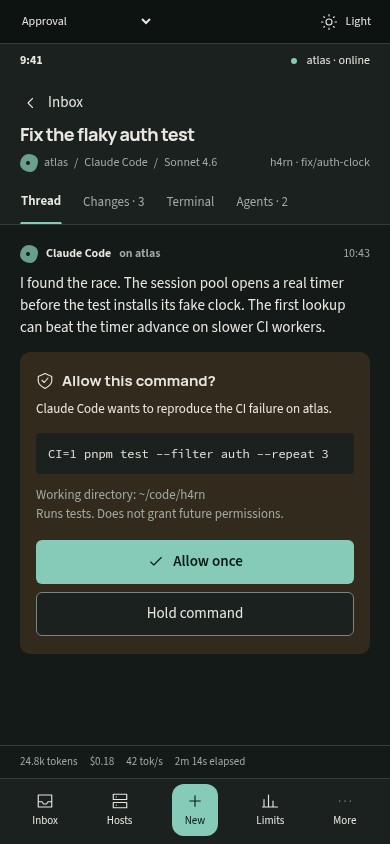 Approval
Light
9:41
atlas · online
Inbox
Fix the flaky auth test
atlas / Claude Code / Sonnet 4.6
h4rn · fix/auth-clock
Thread
Changes · 3
Terminal
Agents · 2
Claude Code on atlas
10:43
I found the race. The session pool opens a real timer
before the test installs its fake clock. The first lookup
can beat the timer advance on slower CI workers.
Allow this command?
Claude Code wants to reproduce the CI failure on atlas.
CI=1 pnpm test --filter auth --repeat 3
Working directory: ~/code/h4rn
Runs tests. Does not grant future permissions.
Allow once
Hold command
24.8k tokens $0.18 42 tok/s 2m 14s elapsed
Inbox
Hosts
New
Limits
More